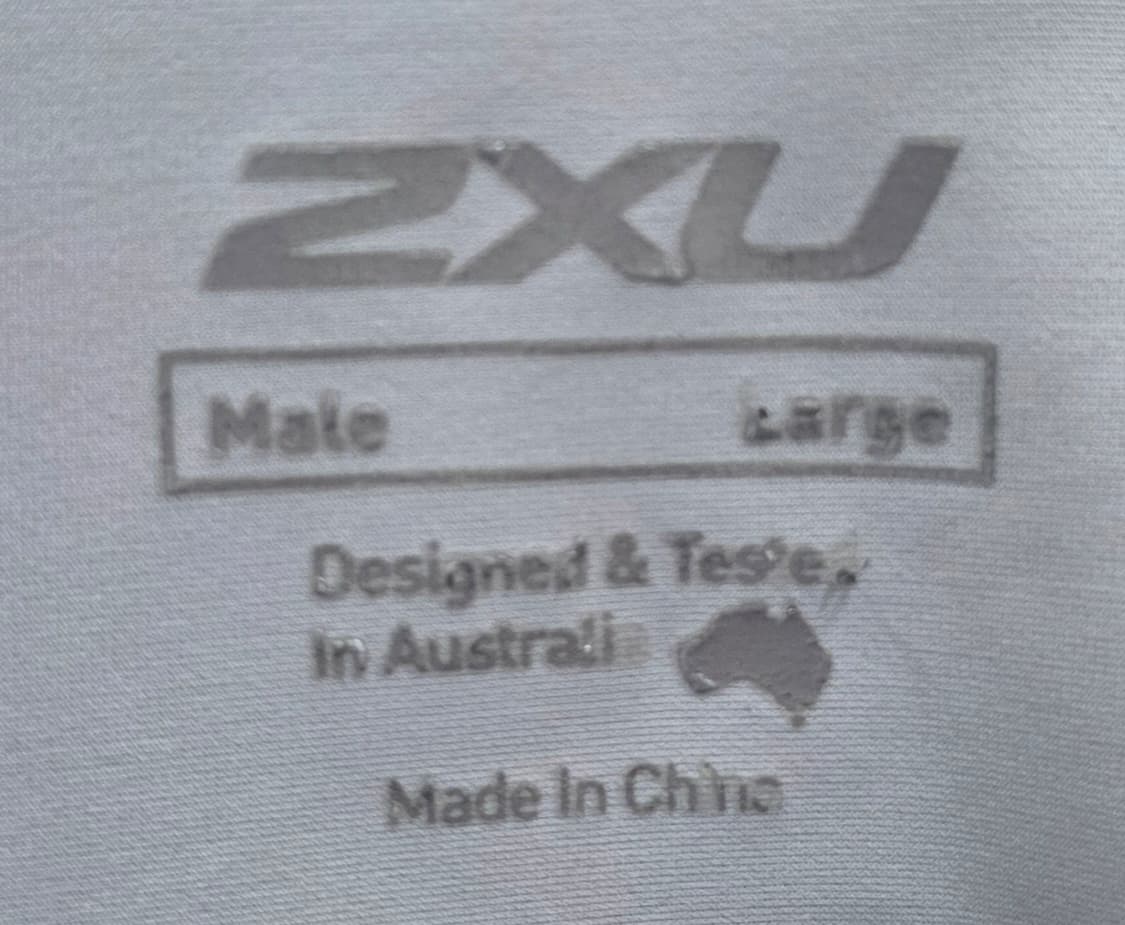 2XU
Male Large
Designed & Tested
In Australia
Made In China